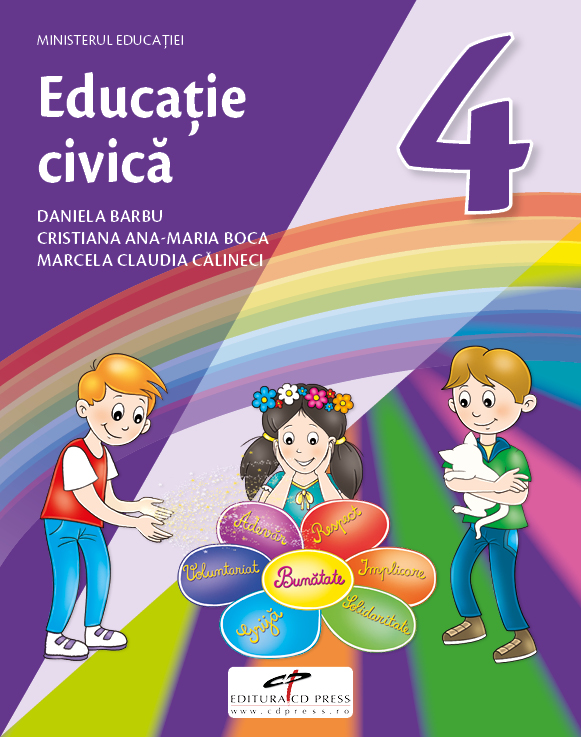 MINISTERUL EDUCAȚIEI
Educație
civică
4
DANIELA BARBU
CRISTIANA ANA-MARIA BOCA
MARCELA CLAUDIA CĂLINECI
Adevăr
Respect
Voluntariat
Bunătate
Implicare
Grijă
Solidaritate
EDITURA CD PRESS
www.cdpress.ro